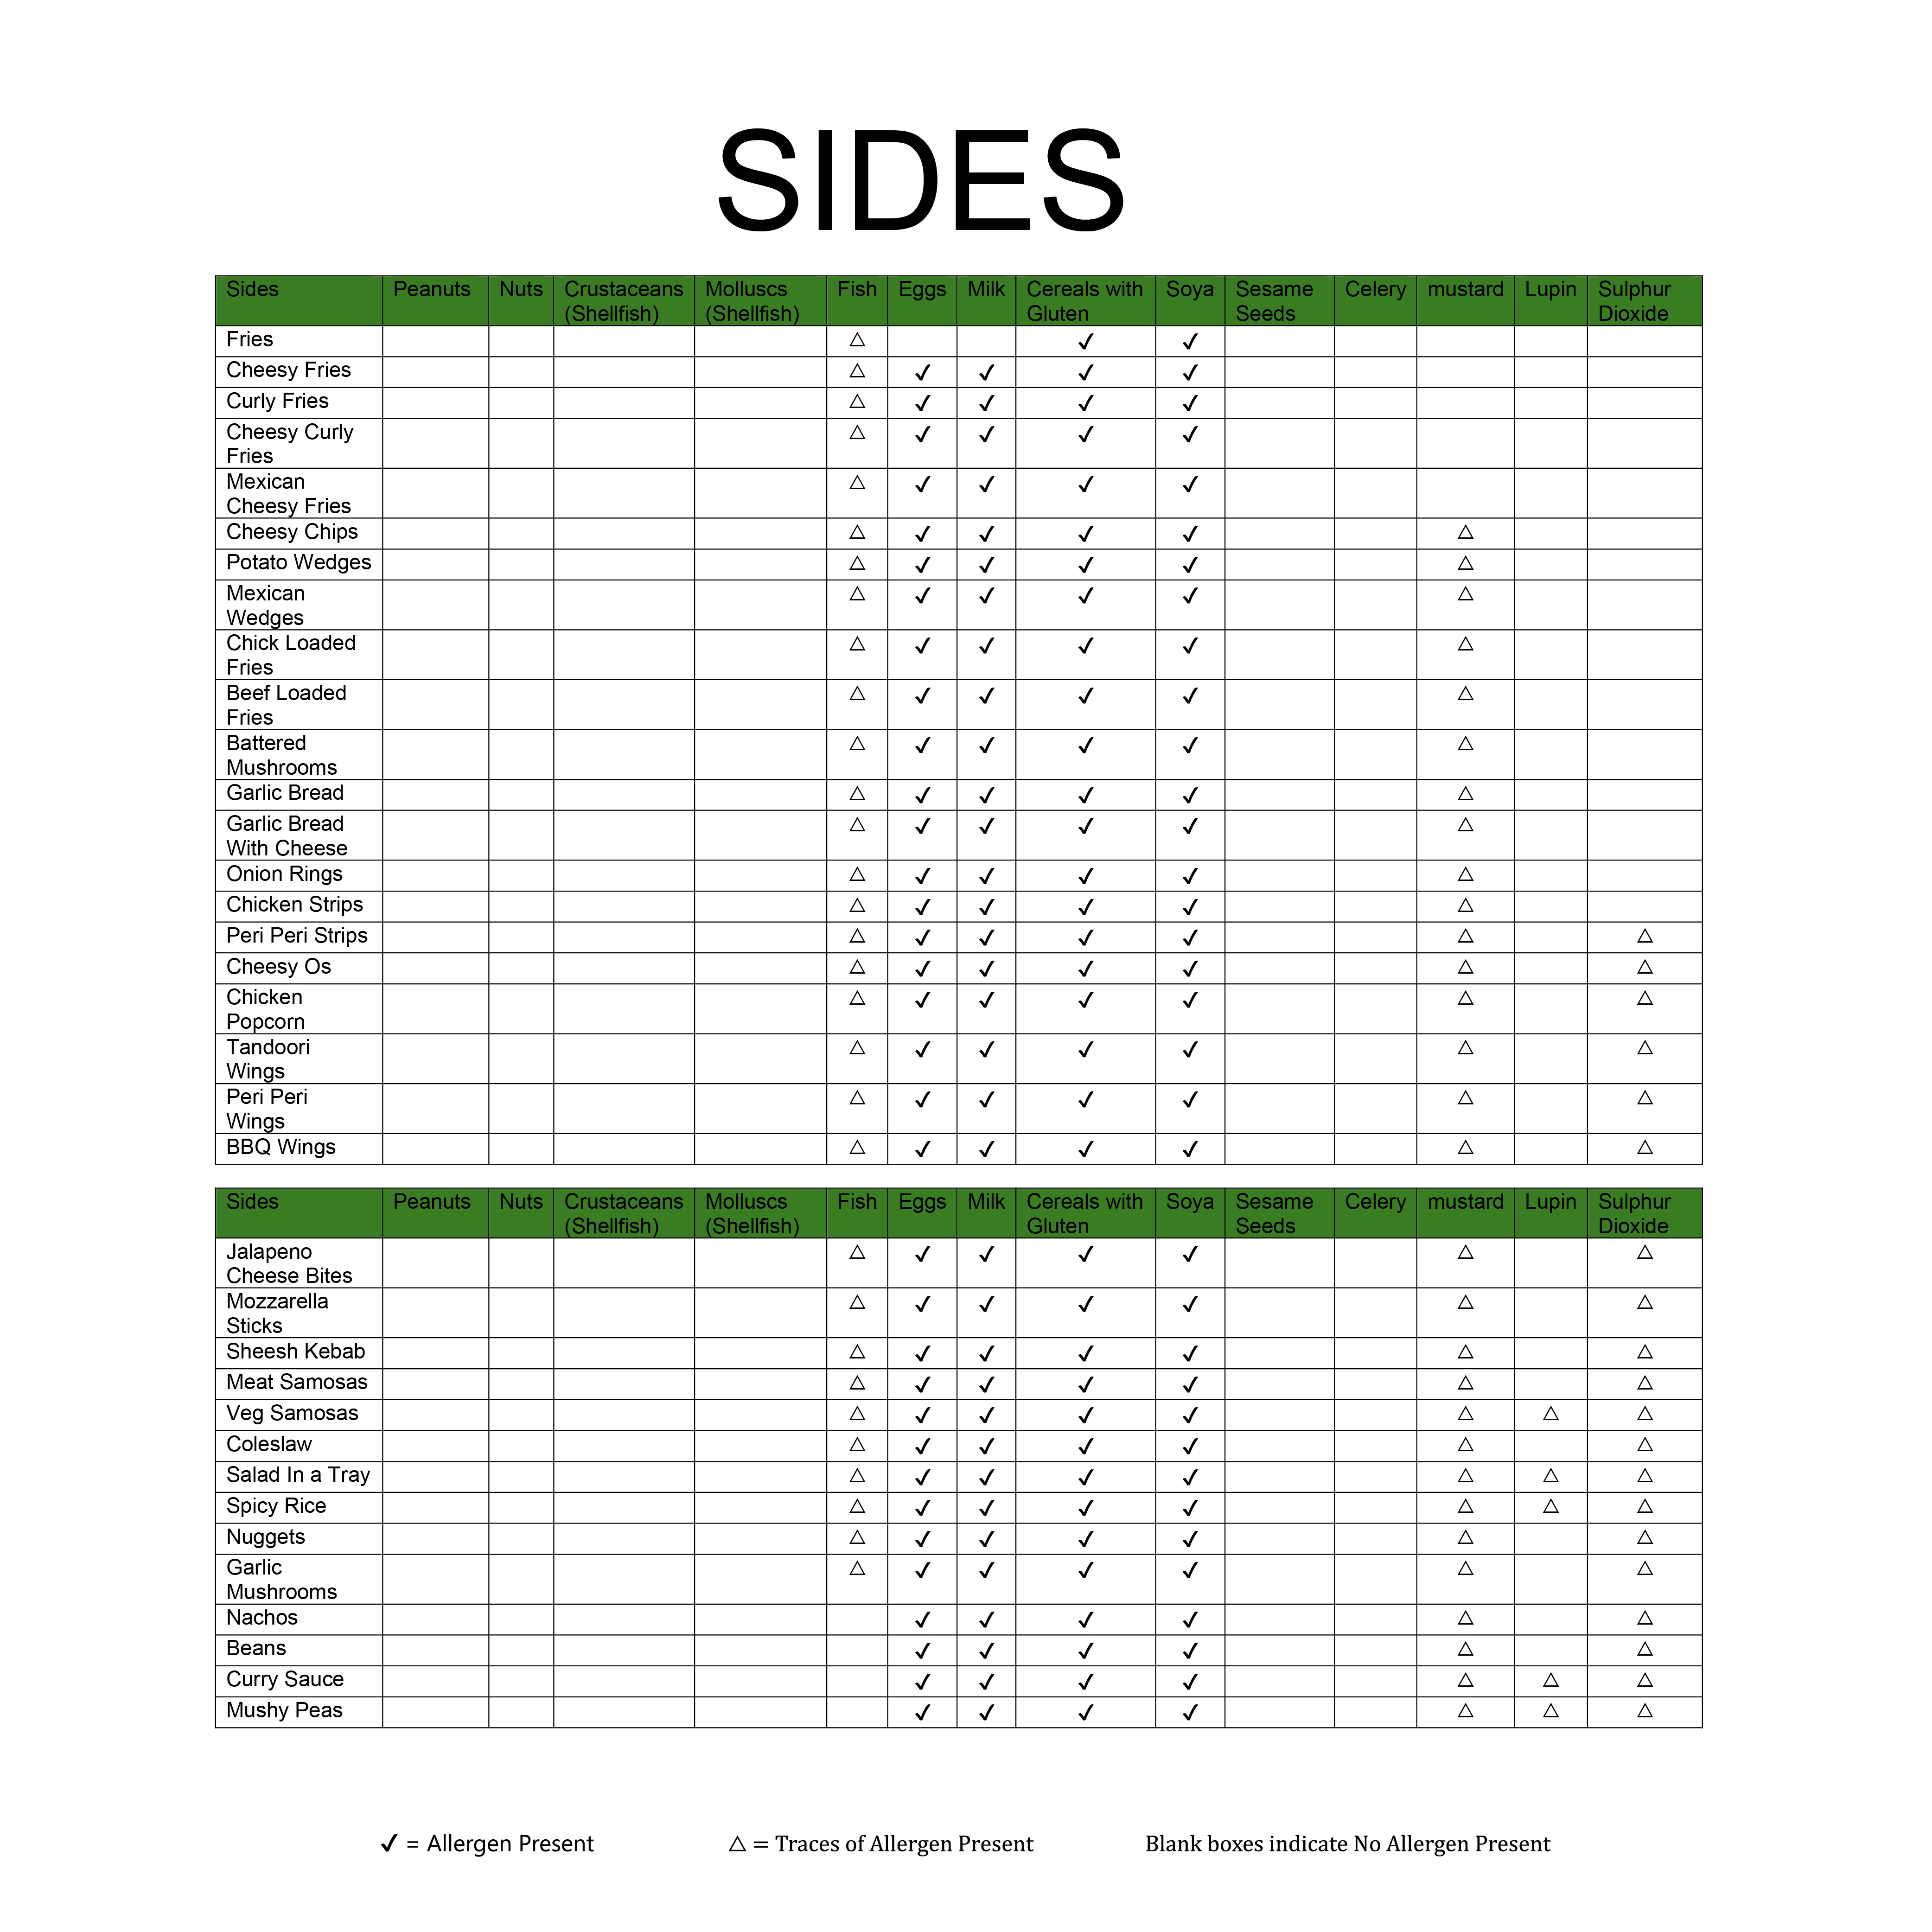 SIDES
Sides Peanuts Nuts Crustaceans Molluscs Fish Eggs Milk Cereals with Soya Sesame Celery mustard Lupin Sulphur
(Shellfish) (Shellfish) Gluten Seeds Dioxide
Fries △ ✓ ✓
Cheesy Fries △ ✓ ✓ ✓ ✓
Curly Fries △ ✓ ✓ ✓ ✓
Cheesy Curly △ ✓ ✓ ✓ ✓
Fries
Mexican △ ✓ ✓ ✓ ✓
Cheesy Fries
Cheesy Chips △ ✓ ✓ ✓ ✓ △
Potato Wedges △ ✓ ✓ ✓ ✓ △
Mexican △ ✓ ✓ ✓ ✓ △
Wedges
Chick Loaded △ ✓ ✓ ✓ ✓ △
Fries
Beef Loaded △ ✓ ✓ ✓ ✓ △
Fries
Battered △ ✓ ✓ ✓ ✓ △
Mushrooms
Garlic Bread △ ✓ ✓ ✓ ✓ △
Garlic Bread △ ✓ ✓ ✓ ✓ △
With Cheese
Onion Rings △ ✓ ✓ ✓ ✓ △
Chicken Strips △ ✓ ✓ ✓ ✓ △
Peri Peri Strips △ ✓ ✓ ✓ ✓ △ △
Cheesy Os △ ✓ ✓ ✓ ✓ △ △
Chicken △ ✓ ✓ ✓ ✓ △ △
Popcorn
Tandoori △ ✓ ✓ ✓ ✓ △ △
Wings
Peri Peri △ ✓ ✓ ✓ ✓ △ △
Wings
BBQ Wings △ ✓ ✓ ✓ ✓ △ △
Sides Peanuts Nuts Crustaceans Molluscs Fish Eggs Milk Cereals with Soya Sesame Celery mustard Lupin Sulphur
(Shellfish) (Shellfish) Gluten Seeds Dioxide
Jalapeno △ ✓ ✓ ✓ ✓ △ △
Cheese Bites
Mozzarella △ ✓ ✓ ✓ ✓ △ △
Sticks
Sheesh Kebab △ ✓ ✓ ✓ ✓ △ △
Meat Samosas △ ✓ ✓ ✓ ✓ △ △
Veg Samosas △ ✓ ✓ ✓ ✓ △ △ △
Coleslaw △ ✓ ✓ ✓ ✓ △ △
Salad In a Tray △ ✓ ✓ ✓ ✓ △ △ △
Spicy Rice △ ✓ ✓ ✓ ✓ △ △ △
Nuggets △ ✓ ✓ ✓ ✓ △ △
Garlic △ ✓ ✓ ✓ ✓ △ △
Mushrooms
Nachos ✓ ✓ ✓ ✓ △ △
Beans ✓ ✓ ✓ ✓ △ △
Curry Sauce ✓ ✓ ✓ ✓ △ △ △
Mushy Peas ✓ ✓ ✓ ✓ △ △ △
✓ = Allergen Present △ = Traces of Allergen Present Blank boxes indicate No Allergen Present